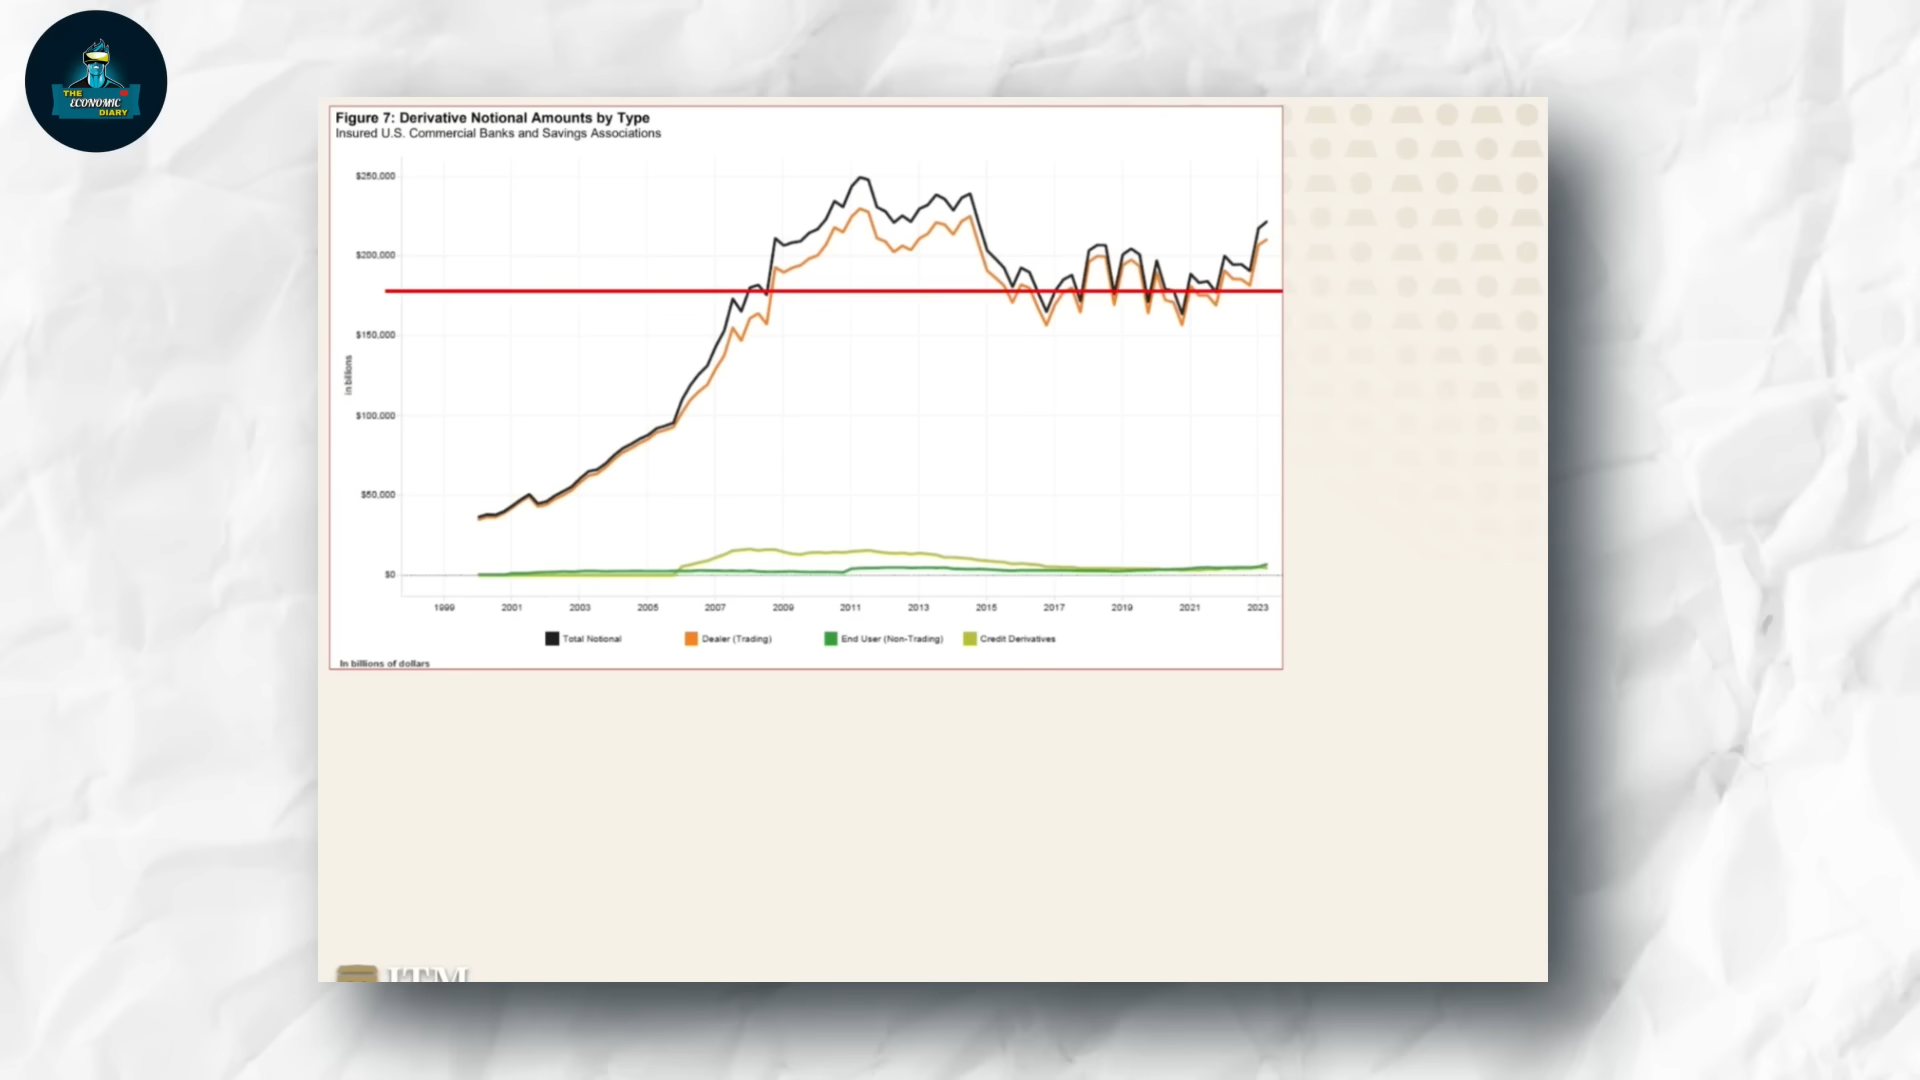 THE
ECONOMIC
DIARY
Figure 7: Derivative Notional Amounts by Type
Insured U.S. Commercial Banks and Savings Associations
$250,000
$200,000
$150,000
in billions
$100,000
$50,000
$0
1999 2001 2003 2005 2007 2009 2011 2013 2015 2017 2019 2021 2023
Total Notional Dealer (Trading) End User (Non-Trading) Credit Derivatives
In billions of dollars
ITM